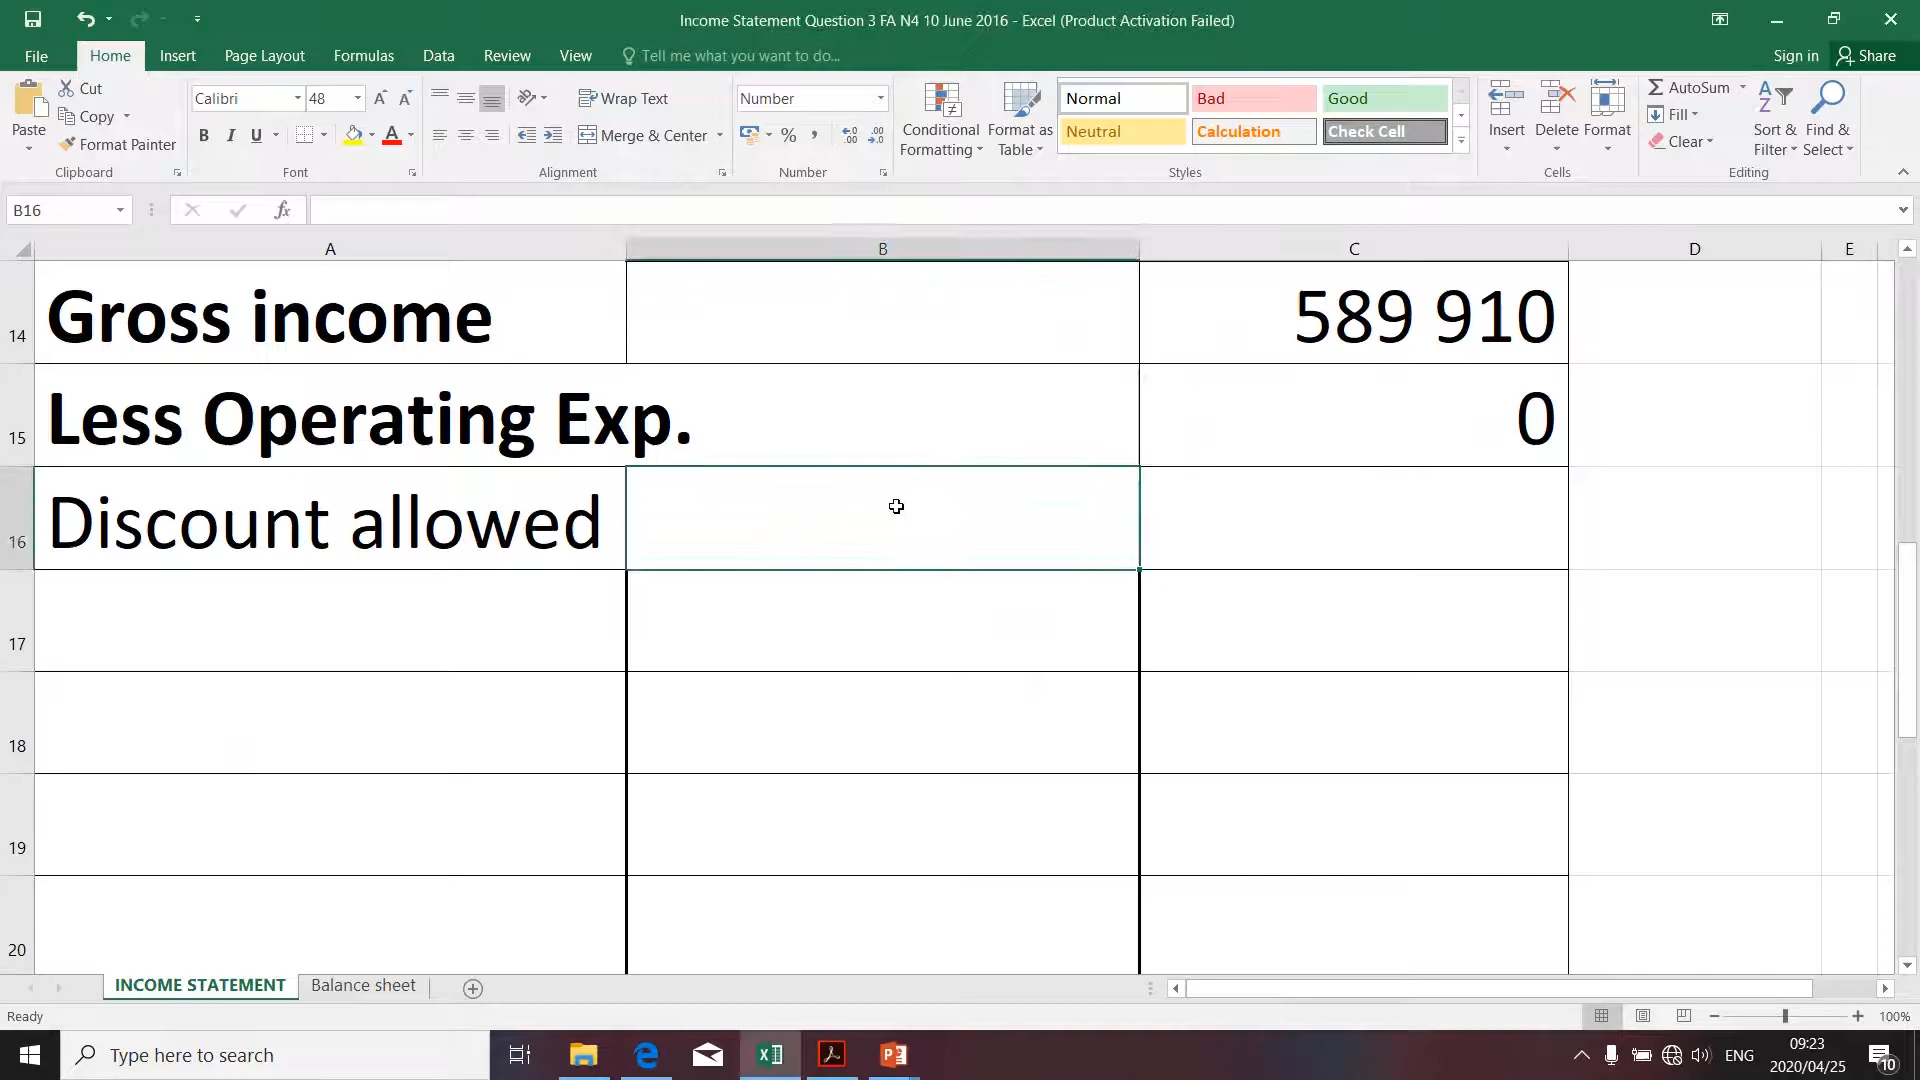 Income Statement Question 3 FA N4 10 June 2016 - Excel (Product Activation Failed)
File Home Insert Page Layout Formulas Data Review View Tell me what you want to do... Sign in Share
Paste Cut Copy Format Painter Clipboard
Calibri 48 B I U A Font
Wrap Text Merge & Center Alignment
Number % , Number
Conditional Formatting Format as Table
Normal Bad Good
Neutral Calculation Check Cell
Styles
Insert Delete Format Cells
AutoSum Fill Clear Sort & Filter Find & Select Editing
B16 fx
A B C D E
14 Gross income 589 910
15 Less Operating Exp. 0
16 Discount allowed
17
18
19
20
INCOME STATEMENT Balance sheet
Ready 100%
Type here to search ENG 09:23
2020/04/25 10